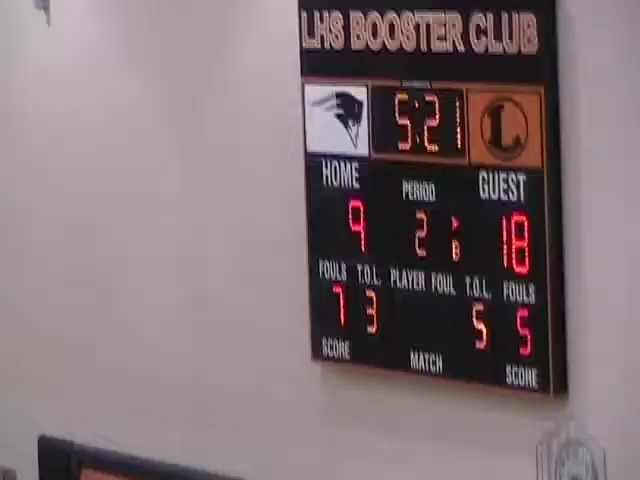 LHS BOOSTER CLUB
5:21 L
HOME PERIOD GUEST
9 2 B 18
FOULS T.O.L. PLAYER FOUL T.O.L. FOULS
7 3 5 5
SCORE MATCH SCORE